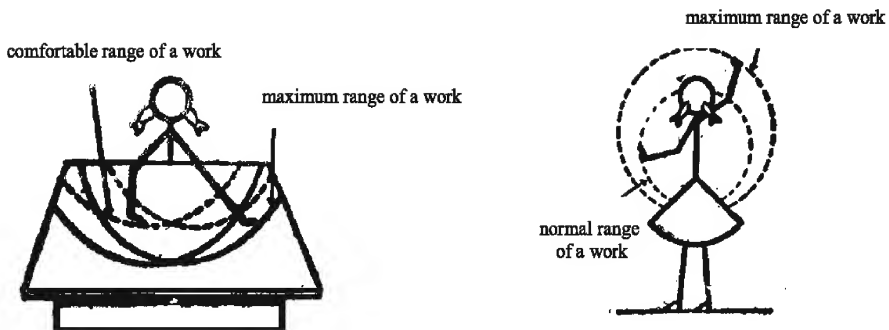 comfortable range of a work
maximum range of a work
maximum range of a work
normal range
of a work